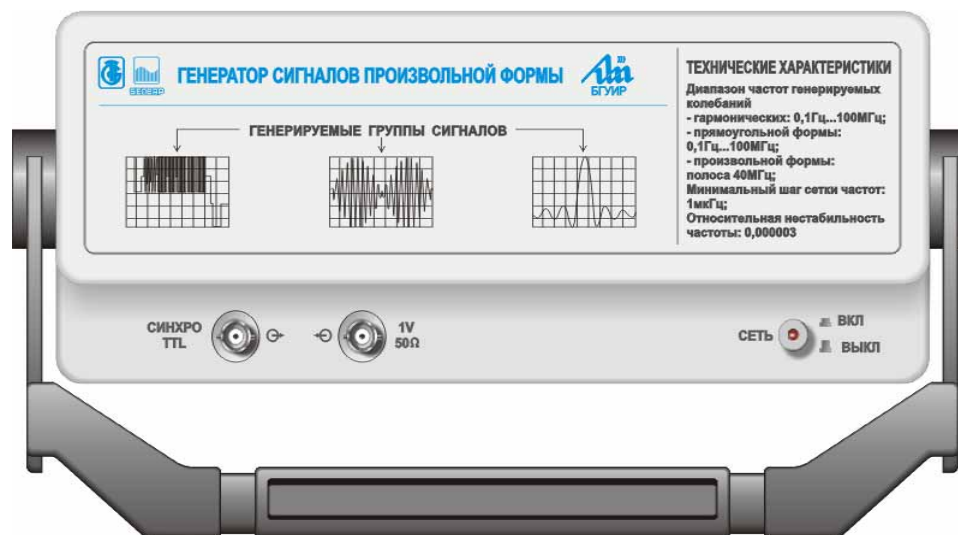 ГЕНЕРАТОР СИГНАЛОВ ПРОИЗВОЛЬНОЙ ФОРМЫ
БГУИР
ГЕНЕРИРУЕМЫЕ ГРУППЫ СИГНАЛОВ
ТЕХНИЧЕСКИЕ ХАРАКТЕРИСТИКИ
Диапазон частот генерируемых
колебаний
- гармонических: 0,1Гц...100МГц;
- прямоугольной формы:
0,1Гц...100МГц;
- произвольной формы:
полоса 40МГц;
Минимальный шаг сетки частот:
1мкГц;
Относительная нестабильность
частоты: 0,000003
СИНХРО
TTL
1V
50Ω
СЕТЬ
ВКЛ
ВЫКЛ